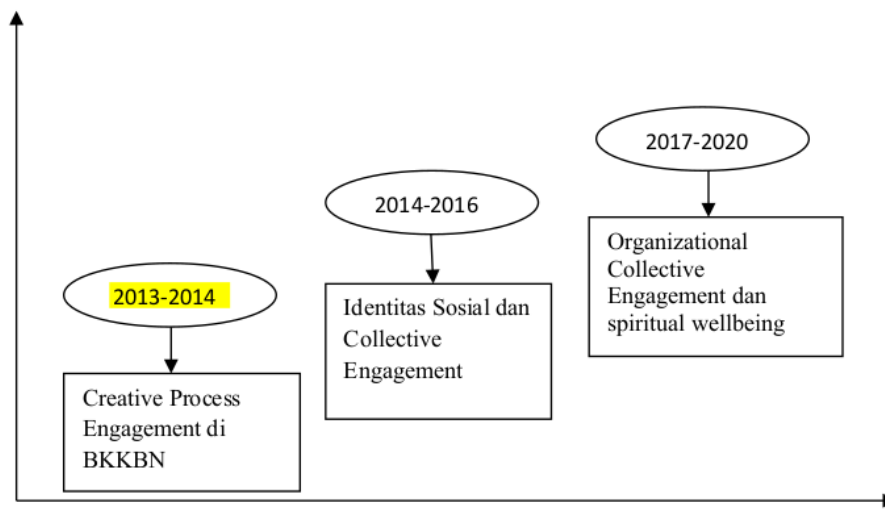 2013-2014
Creative Process
Engagement di
BKKBN
2014-2016
Identitas Sosial dan
Collective
Engagement
2017-2020
Organizational
Collective
Engagement dan
spiritual wellbeing